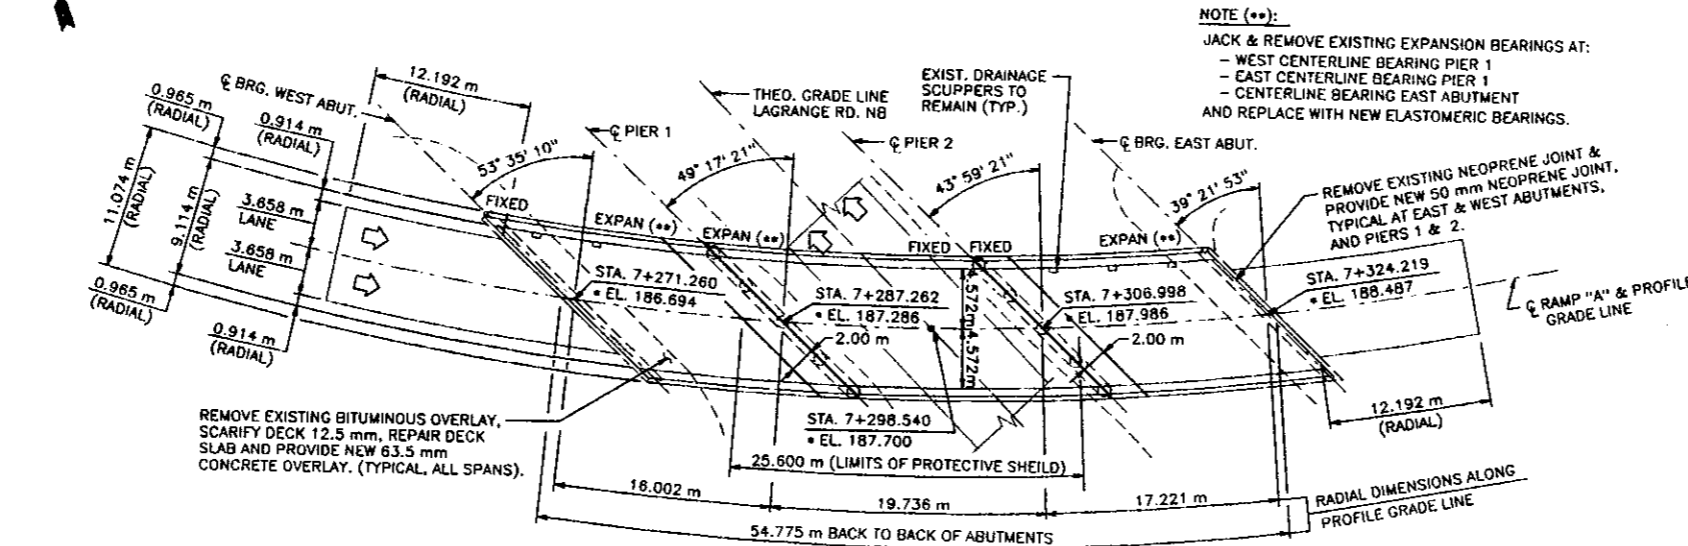 NOTE (**):
JACK & REMOVE EXISTING EXPANSION BEARINGS AT:
- WEST CENTERLINE BEARING PIER 1
- EAST CENTERLINE BEARING PIER 1
- CENTERLINE BEARING EAST ABUTMENT
AND REPLACE WITH NEW ELASTOMERIC BEARINGS.
℄ BRG. WEST ABUT.
12.192 m
(RADIAL)
0.965 m
(RADIAL)
0.914 m
(RADIAL)
11.074 m
(RADIAL)
9.114 m
(RADIAL)
3.658 m
LANE
3.658 m
LANE
0.965 m
(RADIAL)
0.914 m
(RADIAL)
53° 35' 10"
℄ PIER 1
THEO. GRADE LINE
LAGRANGE RD. NB
49° 17' 21"
EXIST. DRAINAGE
SCUPPERS TO
REMAIN (TYP.)
℄ PIER 2
43° 59' 21"
℄ BRG. EAST ABUT.
39° 21' 53"
REMOVE EXISTING NEOPRENE JOINT &
PROVIDE NEW 50 mm NEOPRENE JOINT,
TYPICAL AT EAST & WEST ABUTMENTS,
AND PIERS 1 & 2.
FIXED
EXPAN (**)
EXPAN (**)
FIXED
FIXED
EXPAN (**)
STA. 7+271.260
• EL. 186.694
STA. 7+287.262
• EL. 187.286
2.00 m
4.572m
4.572m
STA. 7+306.998
• EL. 187.986
2.00 m
STA. 7+324.219
• EL. 188.487
℄ RAMP "A" & PROFILE
GRADE LINE
REMOVE EXISTING BITUMINOUS OVERLAY,
SCARIFY DECK 12.5 mm, REPAIR DECK
SLAB AND PROVIDE NEW 63.5 mm
CONCRETE OVERLAY. (TYPICAL, ALL SPANS).
STA. 7+298.540
• EL. 187.700
12.192 m
(RADIAL)
25.600 m (LIMITS OF PROTECTIVE SHEILD)
16.002 m
19.736 m
17.221 m
54.775 m BACK TO BACK OF ABUTMENTS
RADIAL DIMENSIONS ALONG
PROFILE GRADE LINE